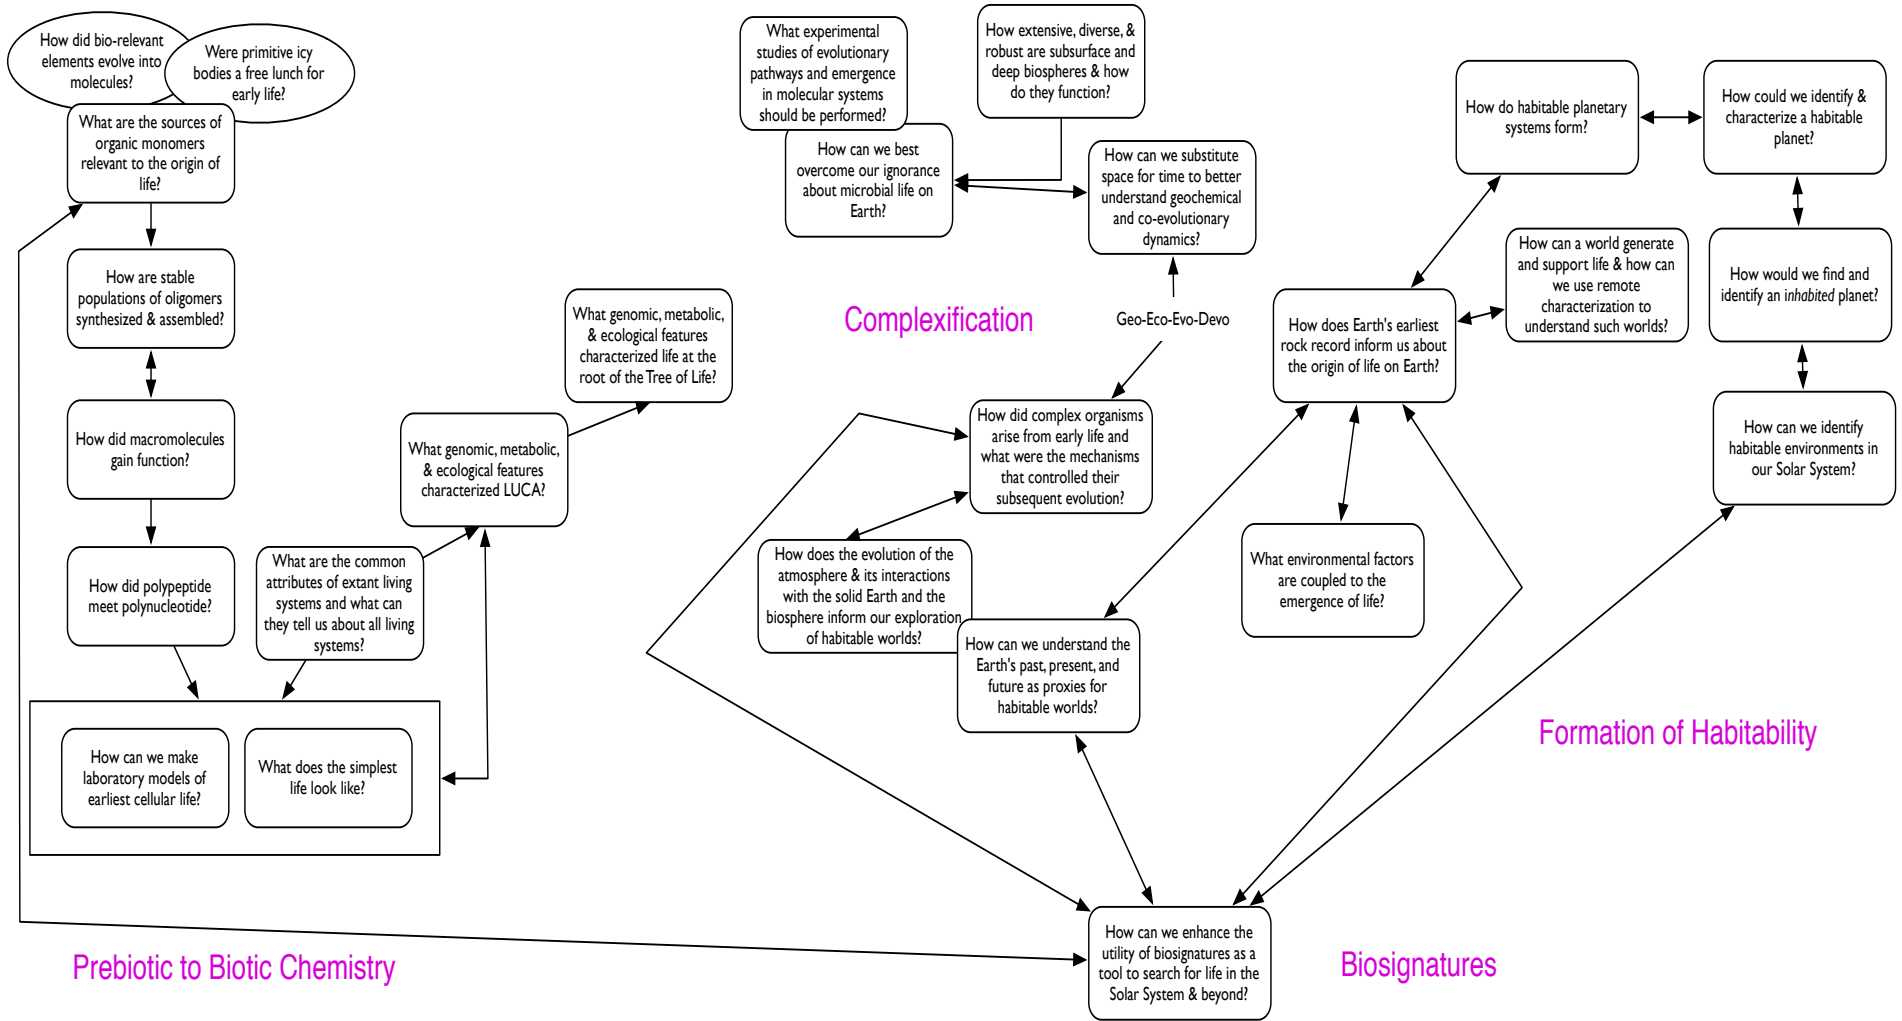 How did bio-relevant
elements evolve into
molecules?
Were primitive icy
bodies a free lunch for
early life?
What are the sources of
organic monomers
relevant to the origin of
life?
How are stable
populations of oligomers
synthesized & assembled?
How did macromolecules
gain function?
How did polypeptide
meet polynucleotide?
What are the common
attributes of extant living
systems and what can
they tell us about all living
systems?
How can we make
laboratory models of
earliest cellular life?
What does the simplest
life look like?
What genomic, metabolic,
& ecological features
characterized LUCA?
What genomic, metabolic,
& ecological features
characterized life at the
root of the Tree of Life?
Prebiotic to Biotic Chemistry
What experimental
studies of evolutionary
pathways and emergence
in molecular systems
should be performed?
How extensive, diverse, &
robust are subsurface and
deep biospheres & how
do they function?
How can we best
overcome our ignorance
about microbial life on
Earth?
How can we substitute
space for time to better
understand geochemical
and co-evolutionary
dynamics?
Complexification
Geo-Eco-Evo-Devo
How did complex organisms
arise from early life and
what were the mechanisms
that controlled their
subsequent evolution?
How does the evolution of the
atmosphere & its interactions
with the solid Earth and the
biosphere inform our exploration
of habitable worlds?
How can we understand the
Earth's past, present, and
future as proxies for
habitable worlds?
How do habitable planetary
systems form?
How could we identify &
characterize a habitable
planet?
How can a world generate
and support life & how can
we use remote
characterization to
understand such worlds?
How would we find and
identify an inhabited planet?
How does Earth's earliest
rock record inform us about
the origin of life on Earth?
How can we identify
habitable environments in
our Solar System?
What environmental factors
are coupled to the
emergence of life?
Formation of Habitability
How can we enhance the
utility of biosignatures as a
tool to search for life in the
Solar System & beyond?
Biosignatures